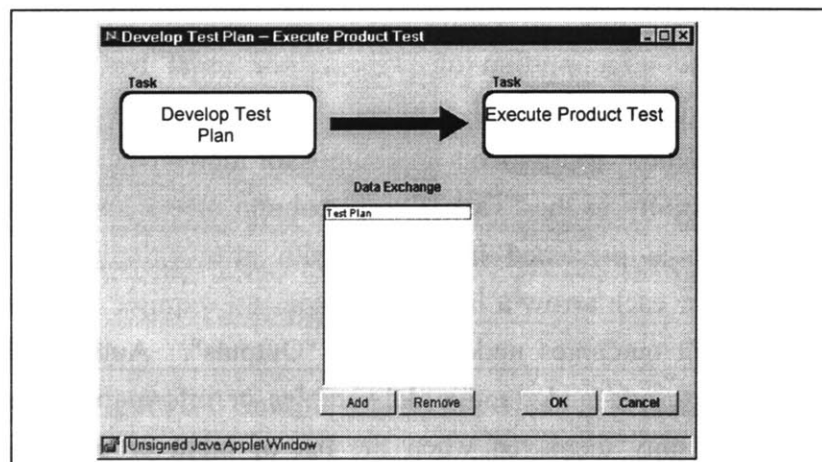 Develop Test Plan – Execute Product Test
Task
Develop Test
Plan
Task
Execute Product Test
Data Exchange
Test Plan
Add
Remove
OK
Cancel
Unsigned Java Applet Window